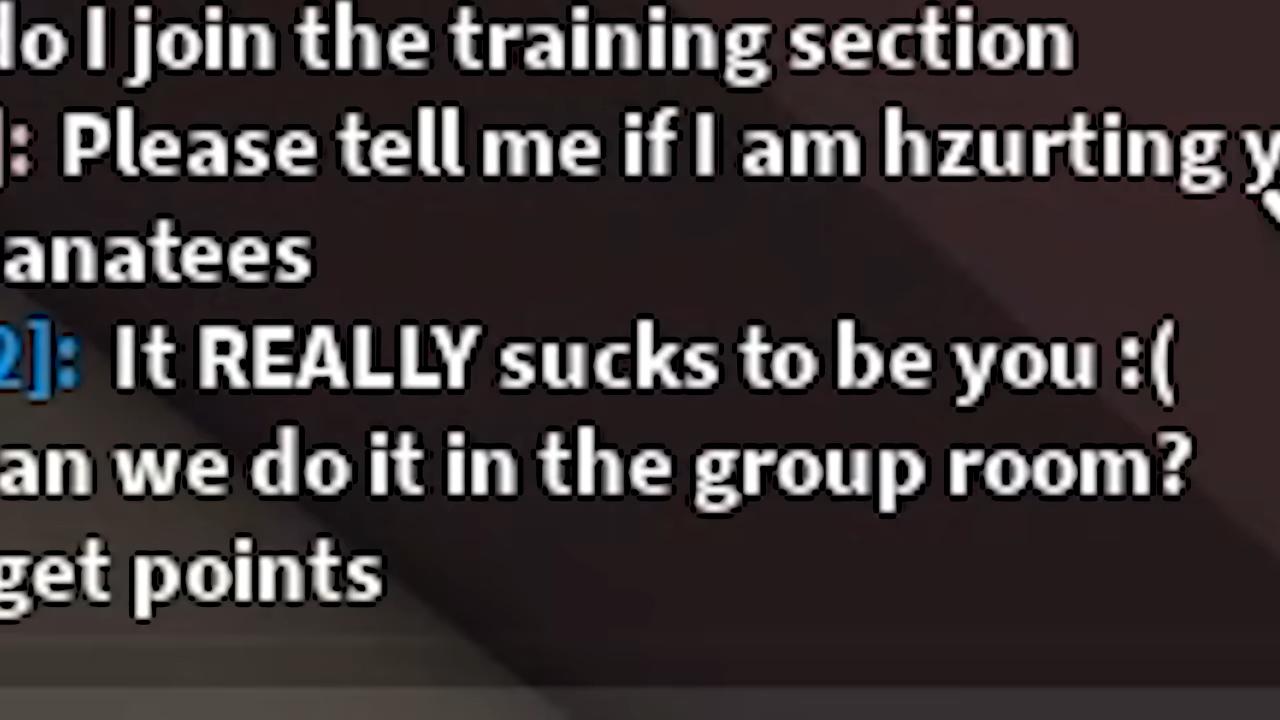 do I join the training section
]: Please tell me if I am hzurting y
anatees
2]: It REALLY sucks to be you :(
an we do it in the group room?
get points